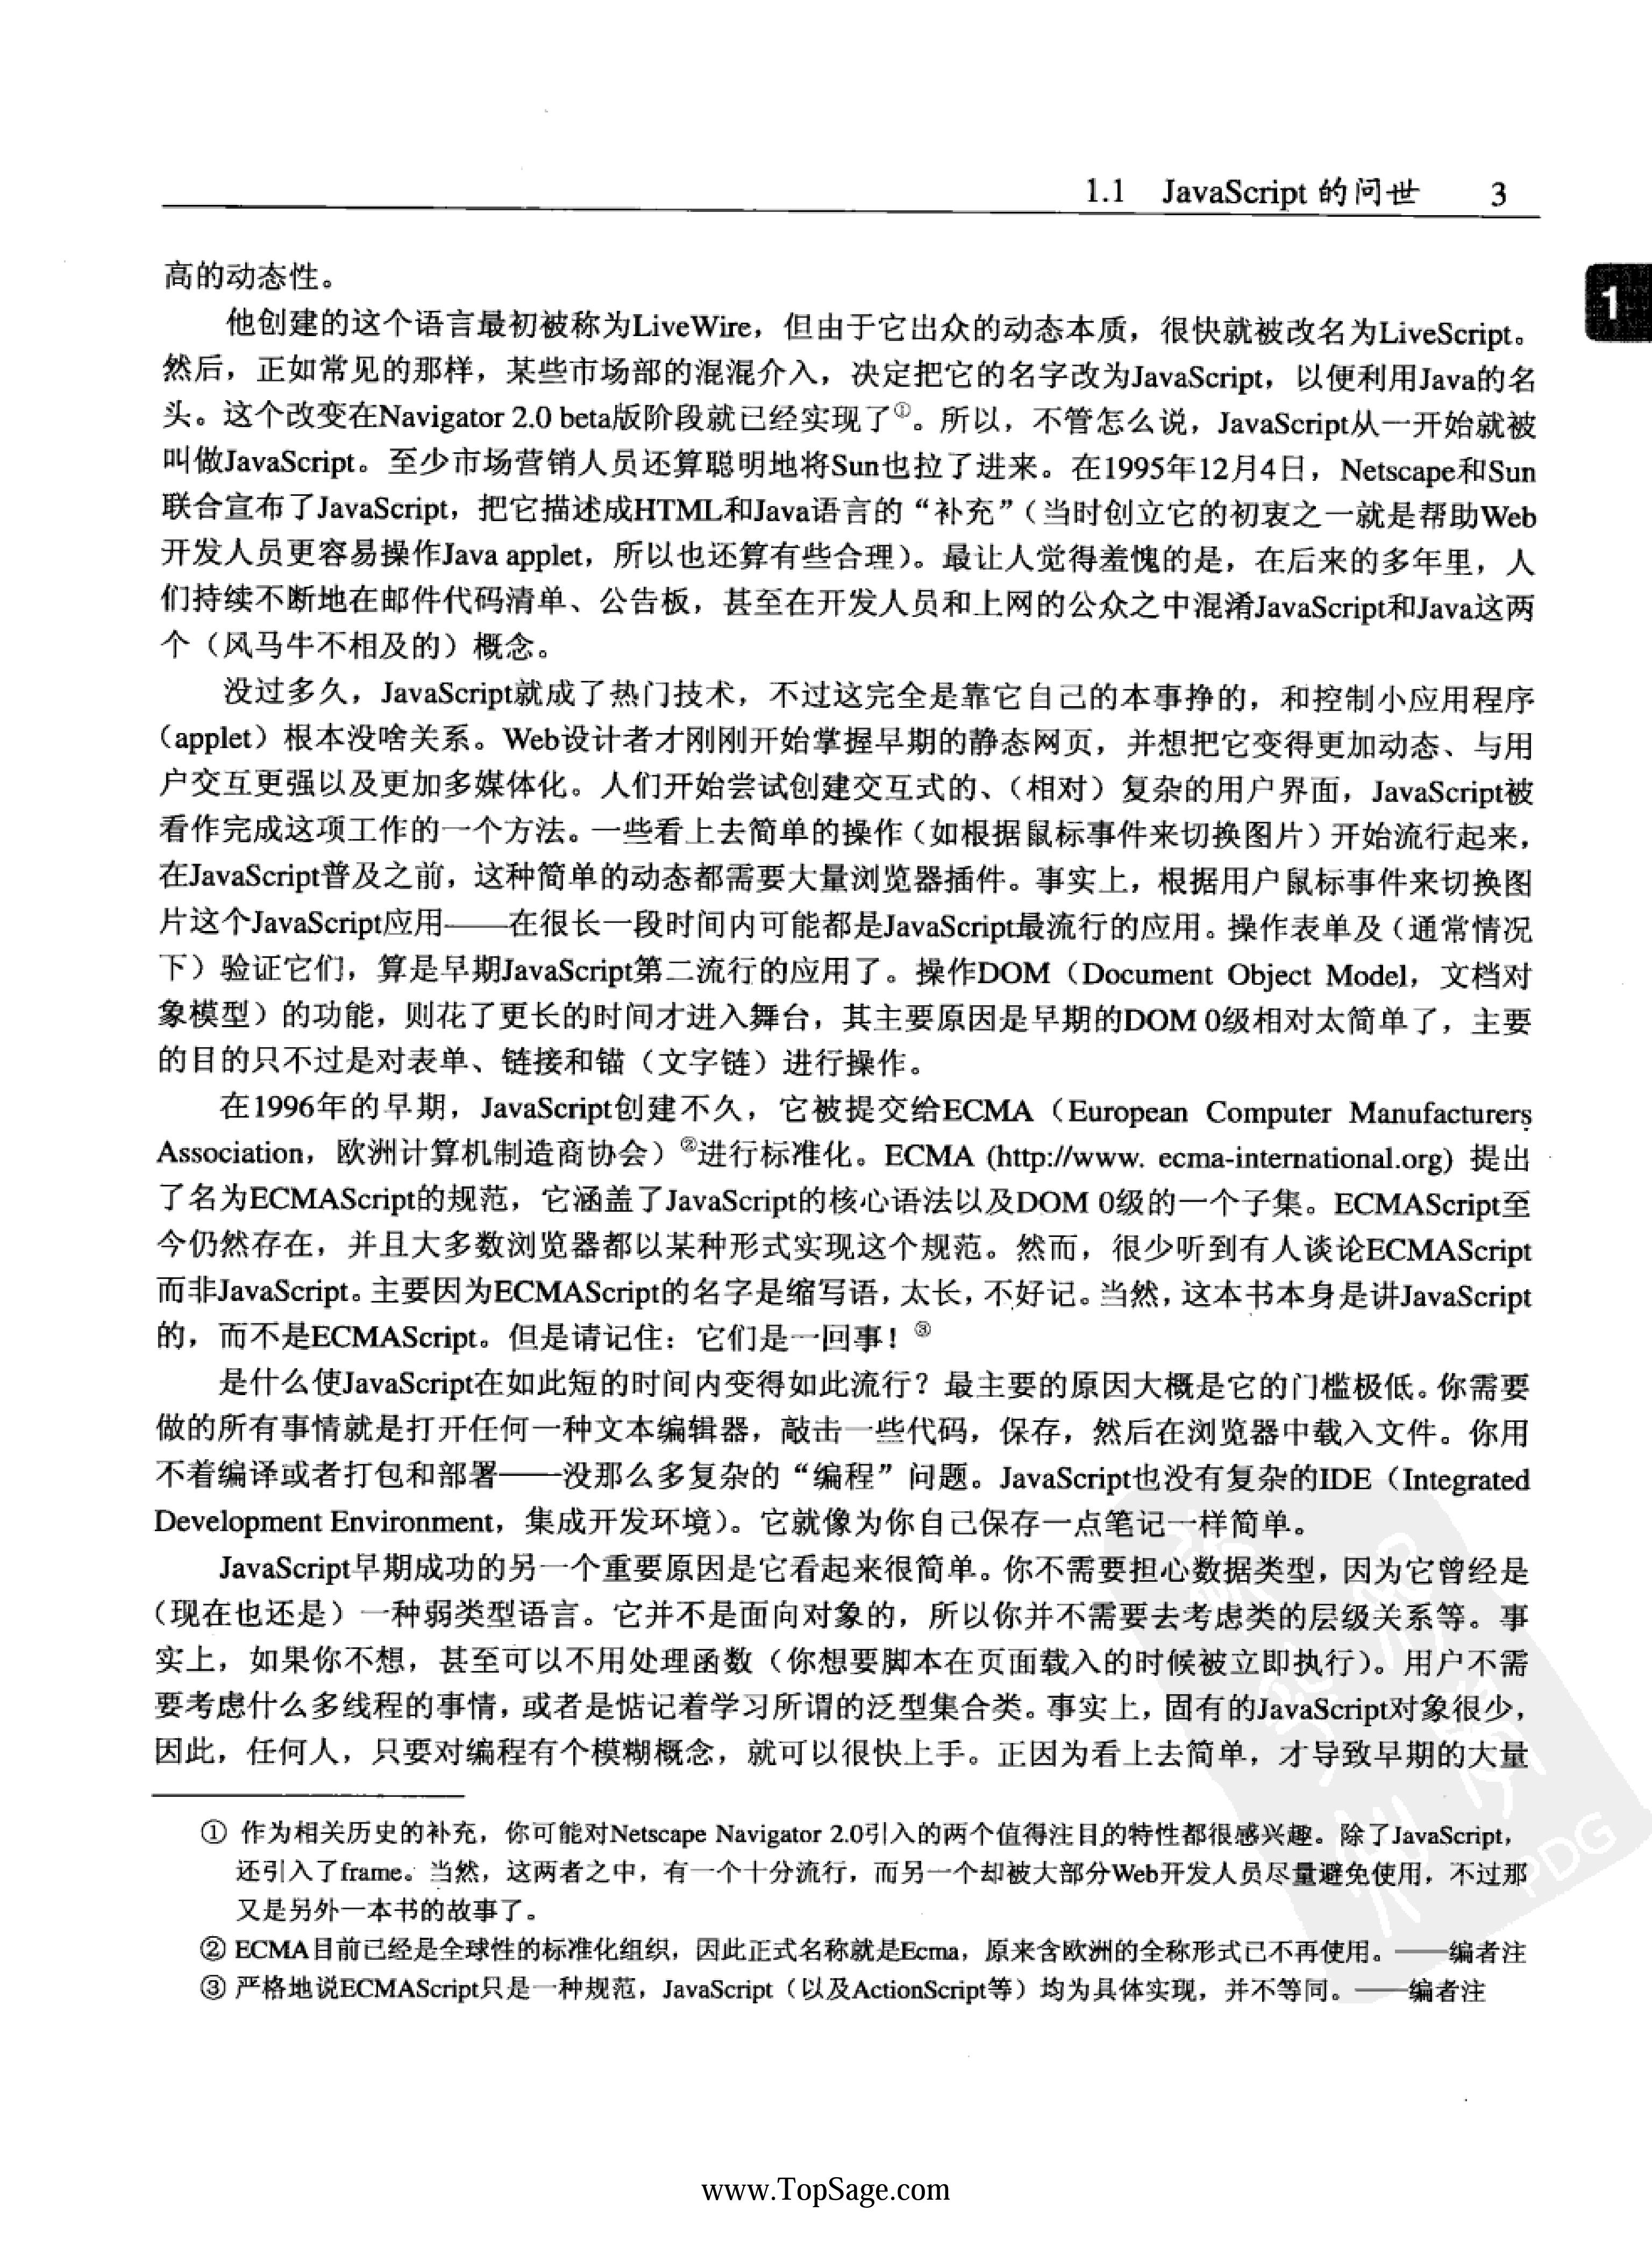 1.1 JavaScript 的问世 3
1
高的动态性。
他创建的这个语言最初被称为LiveWire，但由于它出众的动态本质，很快就被改名为LiveScript。
然后，正如常见的那样，某些市场部的混混介入，决定把它的名字改为JavaScript，以便利用Java的名
头。这个改变在Navigator 2.0 beta版阶段就已经实现了①。所以，不管怎么说，JavaScript从一开始就被
叫做JavaScript。至少市场营销人员还算聪明地将Sun也拉了进来。在1995年12月4日，Netscape和Sun
联合宣布了JavaScript，把它描述成HTML和Java语言的“补充”（当时创立它的初衷之一就是帮助Web
开发人员更容易操作Java applet，所以也还算有些合理）。最让人觉得羞愧的是，在后来的多年里，人
们持续不断地在邮件代码清单、公告板，甚至在开发人员和上网的公众之中混淆JavaScript和Java这两
个（风马牛不相及的）概念。
没过多久，JavaScript就成了热门技术，不过这完全是靠它自己的本事挣的，和控制小应用程序
（applet）根本没啥关系。Web设计者才刚刚开始掌握早期的静态网页，并想把它变得更加动态、与用
户交互更强以及更加多媒体化。人们开始尝试创建交互式的、（相对）复杂的用户界面，JavaScript被
看作完成这项工作的一个方法。一些看上去简单的操作（如根据鼠标事件来切换图片）开始流行起来，
在JavaScript普及之前，这种简单的动态都需要大量浏览器插件。事实上，根据用户鼠标事件来切换图
片这个JavaScript应用——在很长一段时间内可能都是JavaScript最流行的应用。操作表单及（通常情况
下）验证它们，算是早期JavaScript第二流行的应用了。操作DOM（Document Object Model，文档对
象模型）的功能，则花了更长的时间才进入舞台，其主要原因是早期的DOM 0级相对太简单了，主要
的目的只不过是对表单、链接和锚（文字链）进行操作。
在1996年的早期，JavaScript创建不久，它被提交给ECMA（European Computer Manufacturers
Association，欧洲计算机制造商协会）②进行标准化。ECMA (http://www. ecma-international.org) 提出
了名为ECMAScript的规范，它涵盖了JavaScript的核心语法以及DOM 0级的一个子集。ECMAScript至
今仍然存在，并且大多数浏览器都以某种形式实现这个规范。然而，很少听到有人谈论ECMAScript
而非JavaScript。主要因为ECMAScript的名字是缩写语，太长，不好记。当然，这本书本身是讲JavaScript
的，而不是ECMAScript。但是请记住：它们是一回事！③
是什么使JavaScript在如此短的时间内变得如此流行？最主要的原因大概是它的门槛极低。你需要
做的所有事情就是打开任何一种文本编辑器，敲击一些代码，保存，然后在浏览器中载入文件。你用
不着编译或者打包和部署——没那么多复杂的“编程”问题。JavaScript也没有复杂的IDE（Integrated
Development Environment，集成开发环境）。它就像为你自己保存一点笔记一样简单。
JavaScript早期成功的另一个重要原因是它看起来很简单。你不需要担心数据类型，因为它曾经是
（现在也还是）一种弱类型语言。它并不是面向对象的，所以你并不需要去考虑类的层级关系等。事
实上，如果你不想，甚至可以不用处理函数（你想要脚本在页面载入的时候被立即执行）。用户不需
要考虑什么多线程的事情，或者是惦记着学习所谓的泛型集合类。事实上，固有的JavaScript对象很少，
因此，任何人，只要对编程有个模糊概念，就可以很快上手。正因为看上去简单，才导致早期的大量
① 作为相关历史的补充，你可能对Netscape Navigator 2.0引入的两个值得注目的特性都很感兴趣。除了JavaScript，
还引入了frame。当然，这两者之中，有一个十分流行，而另一个却被大部分Web开发人员尽量避免使用，不过那
又是另外一本书的故事了。
② ECMA目前已经是全球性的标准化组织，因此正式名称就是Ecma，原来含欧洲的全称形式已不再使用。——编者注
③ 严格地说ECMAScript只是一种规范，JavaScript（以及ActionScript等）均为具体实现，并不等同。——编者注
PDG
www.TopSage.com